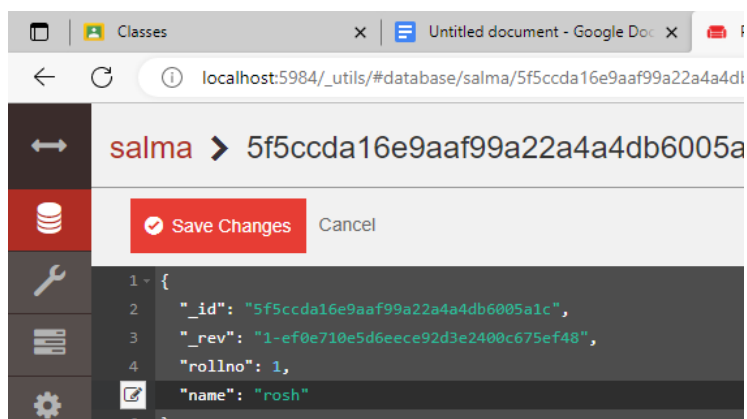 Classes
Untitled document - Google Doc
localhost:5984/_utils/#database/salma/5f5ccda16e9aaf99a22a4a4db
salma > 5f5ccda16e9aaf99a22a4a4db6005a
Save Changes Cancel
1 {
2 "_id": "5f5ccda16e9aaf99a22a4a4db6005a1c",
3 "_rev": "1-ef0e710e5d6eece92d3e2400c675ef48",
4 "rollno": 1,
"name": "rosh"